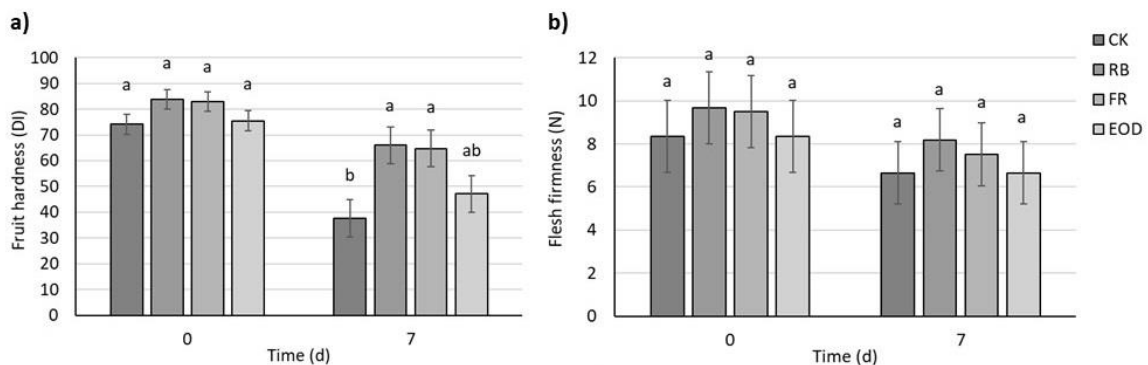 a)
Fruit hardness (DI)
100
90
80
70
60
50
40
30
20
10
0
a
a
a
a
b
a
a
ab
0
7
Time (d)
b)
Flesh firmness (N)
12
10
8
6
4
2
0
a
a
a
a
a
a
a
a
0
7
Time (d)
CK
RB
FR
EOD